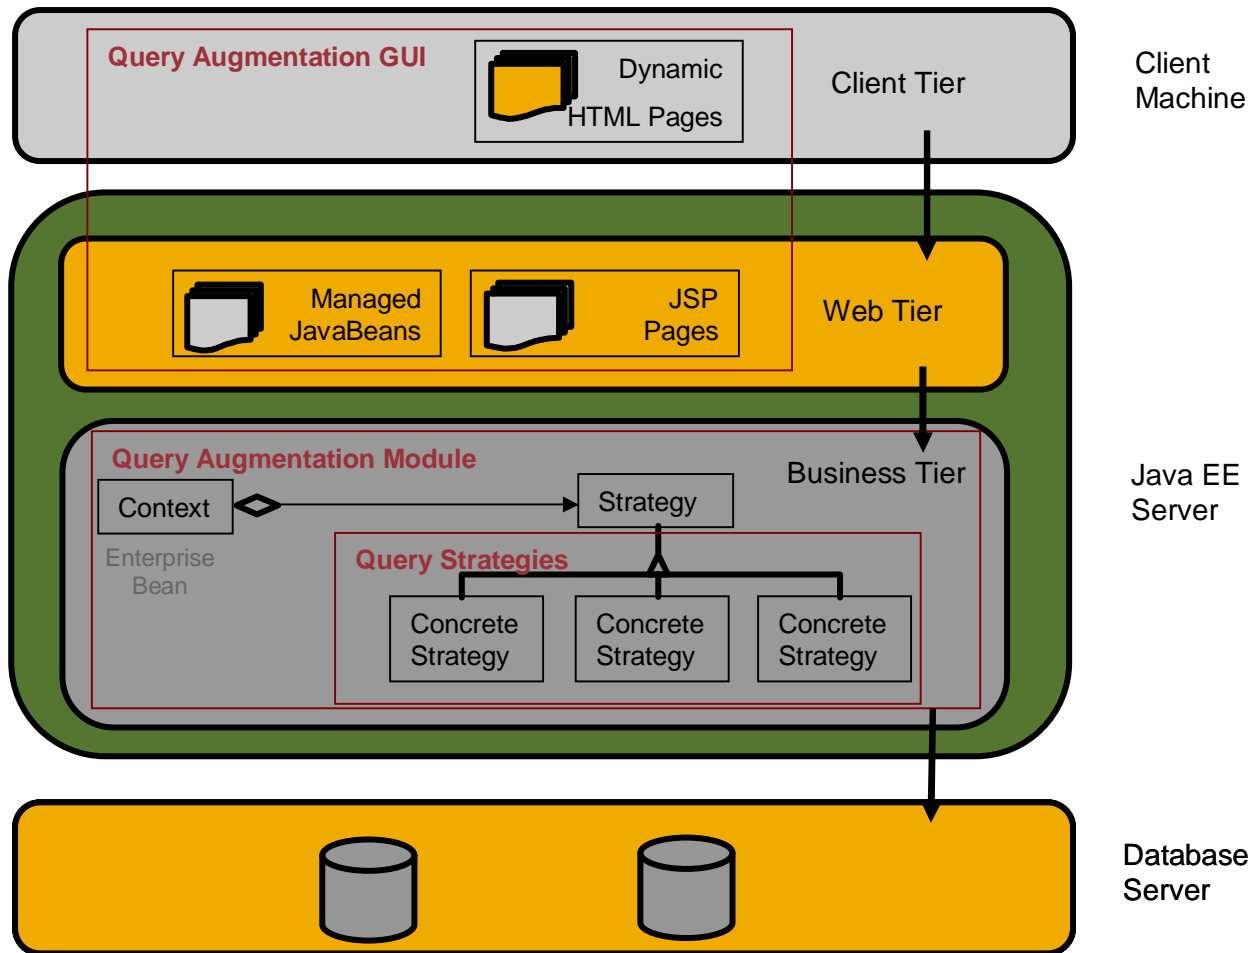 Query Augmentation GUI
Dynamic
HTML Pages
Client Tier
Client
Machine
Managed
JavaBeans
JSP
Pages
Web Tier
Query Augmentation Module
Business Tier
Context
Strategy
Enterprise
Bean
Query Strategies
Concrete
Strategy
Concrete
Strategy
Concrete
Strategy
Java EE
Server
Database
Server